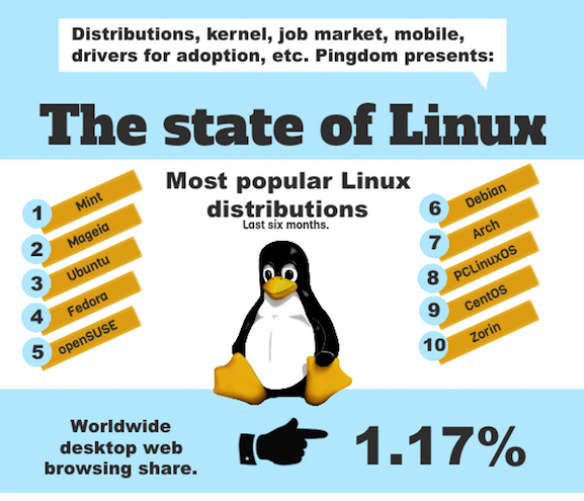 Distributions, kernel, job market, mobile,
drivers for adoption, etc. Pingdom presents:
The state of Linux
Most popular Linux
distributions
Last six months.
1 Mint
2 Mageia
3 Ubuntu
4 Fedora
5 openSUSE
6 Debian
7 Arch
8 PCLinuxOS
9 CentOS
10 Zorin
Worldwide
desktop web
browsing share.
1.17%